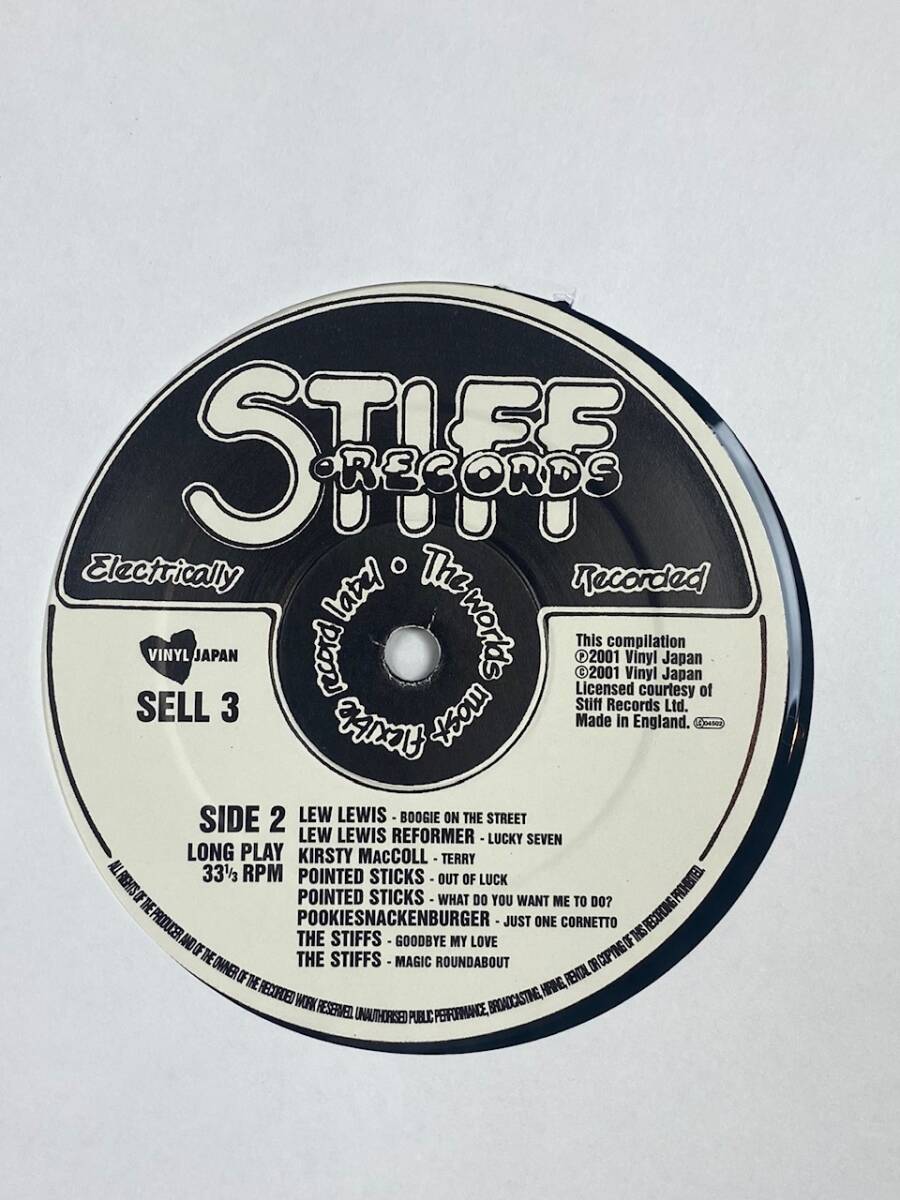 STIFF
RECORDS
Electrically
Recorded
The worlds most flexible record label •
VINYL JAPAN
SELL 3
This compilation
℗2001 Vinyl Japan
©2001 Vinyl Japan
Licensed courtesy of
Stiff Records Ltd.
Made in England. LC 04502
SIDE 2
LONG PLAY
33⅓ RPM
LEW LEWIS - BOOGIE ON THE STREET
LEW LEWIS REFORMER - LUCKY SEVEN
KIRSTY MacCOLL - TERRY
POINTED STICKS - OUT OF LUCK
POINTED STICKS - WHAT DO YOU WANT ME TO DO?
POOKIESNACKENBURGER - JUST ONE CORNETTO
THE STIFFS - GOODBYE MY LOVE
THE STIFFS - MAGIC ROUNDABOUT
ALL RIGHTS OF THE PRODUCER AND OF THE OWNER OF THE RECORDED WORK RESERVED. UNAUTHORISED PUBLIC PERFORMANCE, BROADCASTING, HIRING, RENTAL OR COPYING OF THIS RECORDING PROHIBITED.